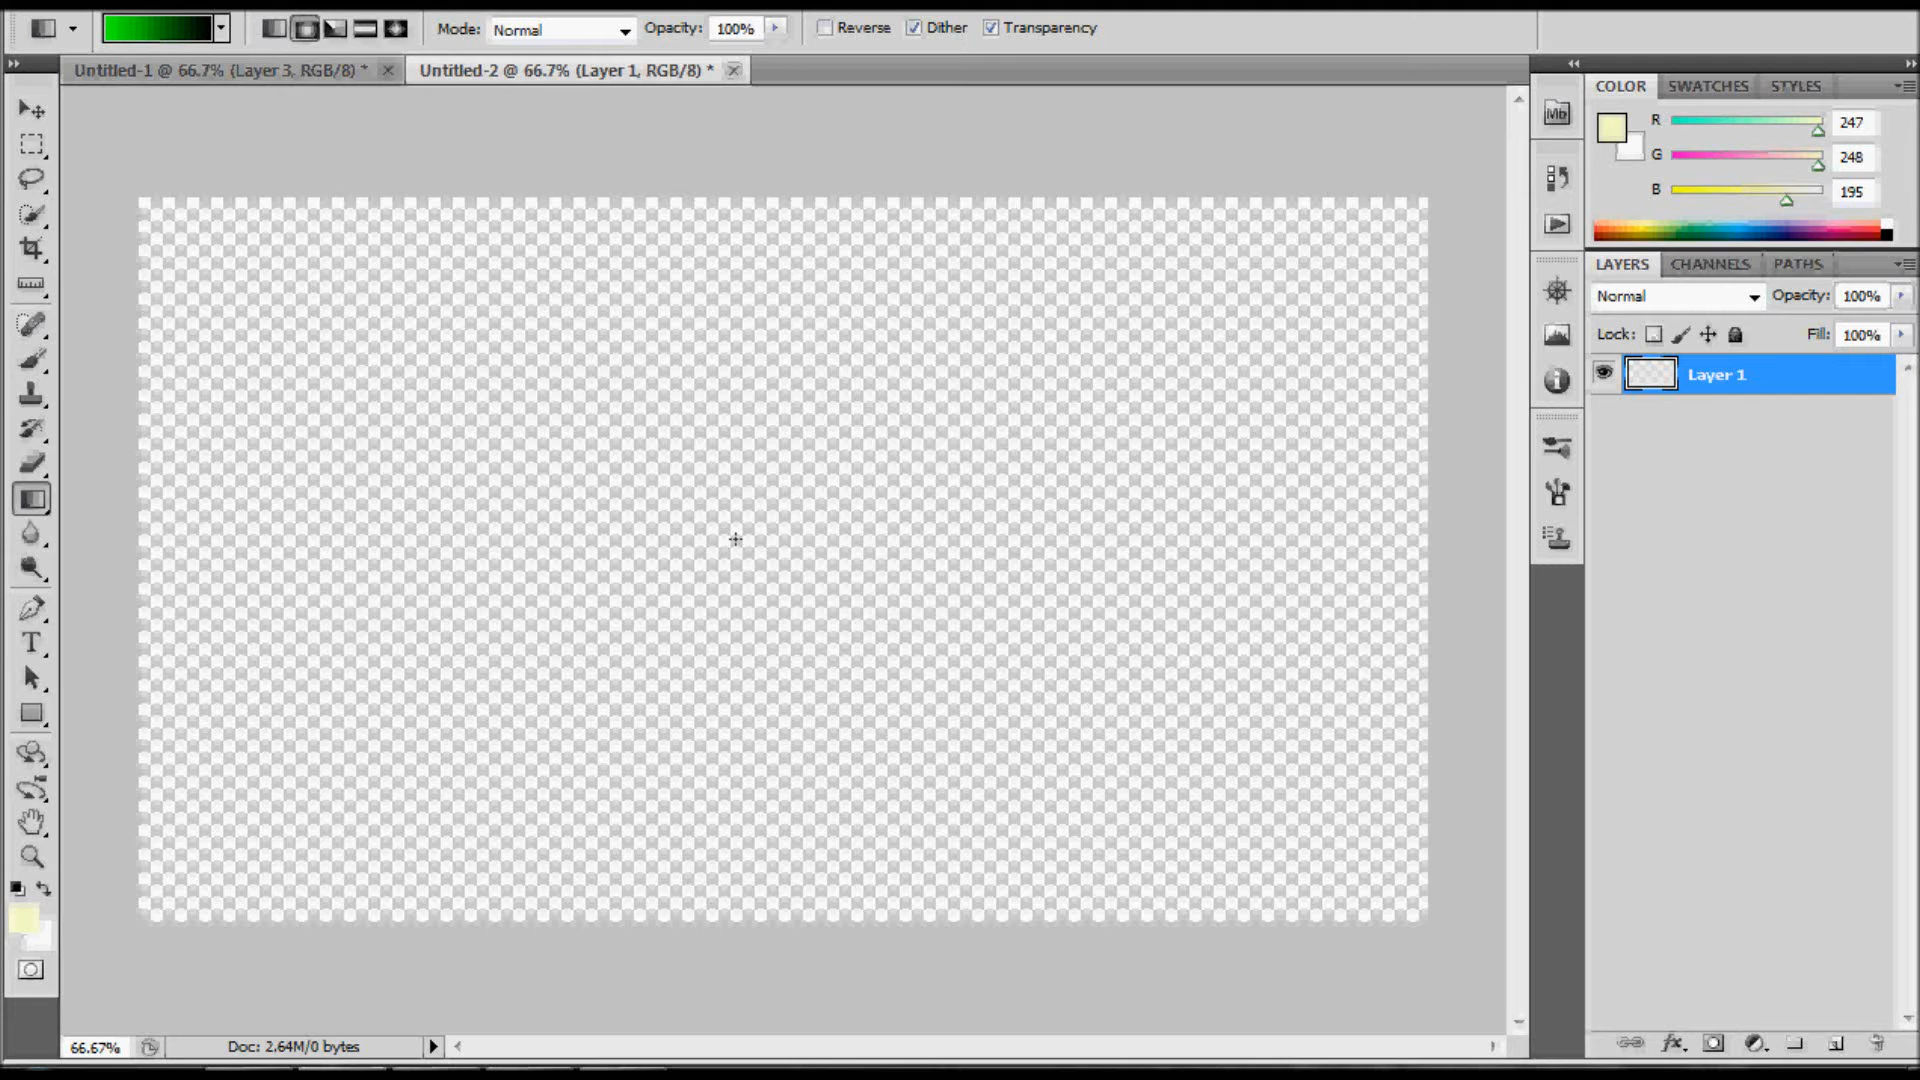 Mode: Normal Opacity: 100% Reverse Dither Transparency
Untitled-1 @ 66.7% (Layer 3, RGB/8) * Untitled-2 @ 66.7% (Layer 1, RGB/8) *
COLOR SWATCHES STYLES
Mb
R 247
G 248
B 195
LAYERS CHANNELS PATHS
Normal Opacity: 100%
Lock: Fill: 100%
Layer 1
T
fx
66.67% Doc: 2.64M/0 bytes